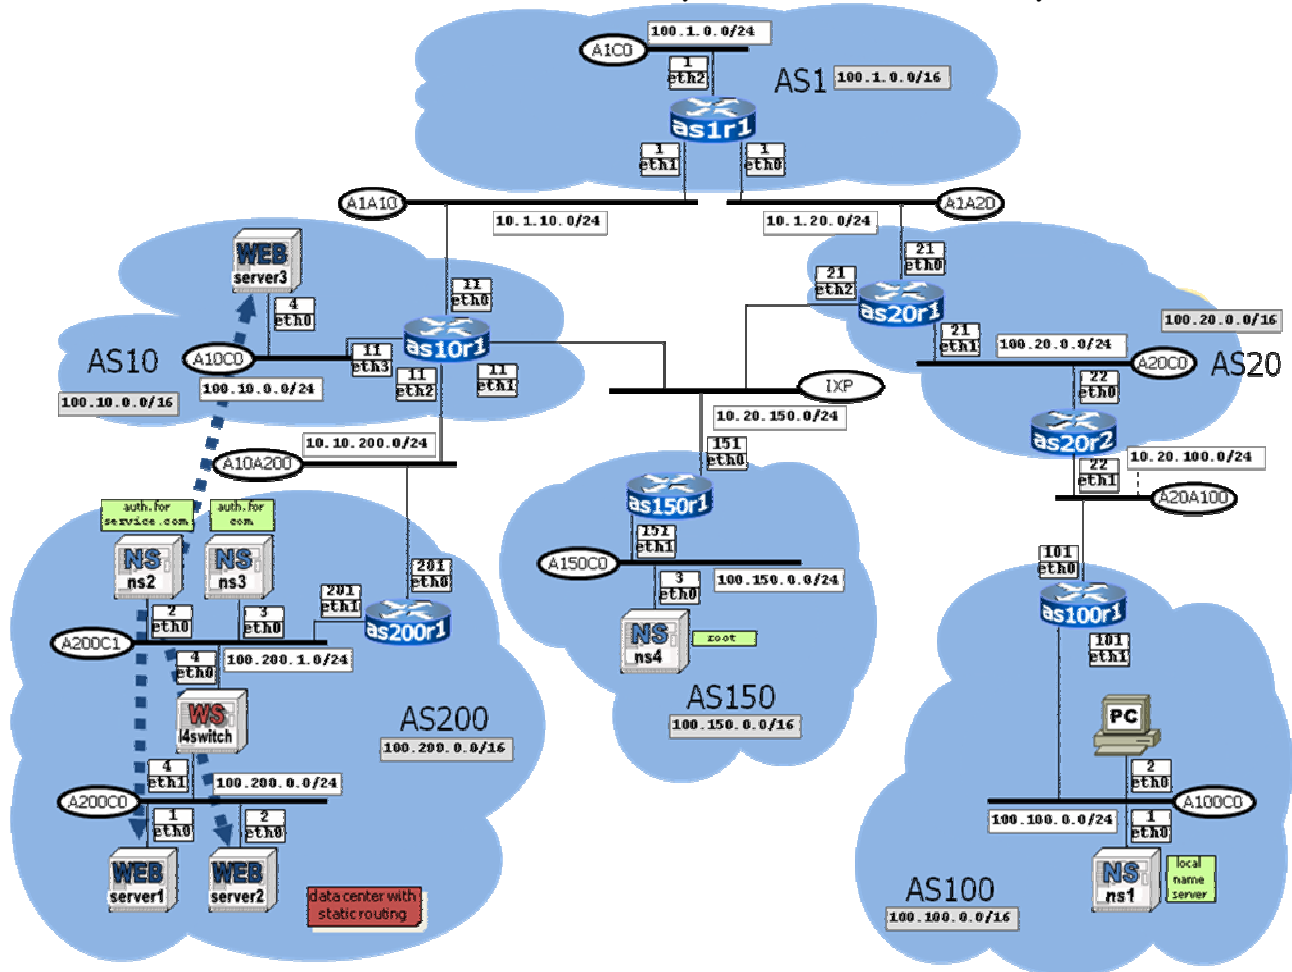 100.1.0.0/24
A1C0
1
eth2
AS1
100.1.0.0/16
as1r1
1
eth1
1
eth0
A1A10
A1A20
10.1.10.0/24
10.1.20.0/24
WEB
server3
21
eth0
21
eth2
11
eth0
4
eth0
as20r1
100.20.0.0/16
as10r1
21
eth1
100.20.0.0/24
AS10
A10C0
11
eth3
11
eth2
11
eth1
A20C0
AS20
100.10.0.0/24
100.10.0.0/16
IXP
22
eth0
10.20.150.0/24
10.10.200.0/24
as20r2
151
eth0
10.20.100.0/24
A10A200
22
eth1
as150r1
A20A100
auth.for
service.com
auth.for
com
NS
ns2
NS
ns3
151
eth1
A150C0
100.150.0.0/24
101
eth0
201
eth0
201
eth1
3
eth0
as100r1
2
eth0
3
eth0
as200r1
A200C1
100.200.1.0/24
NS
ns4
root
101
eth1
4
eth0
AS150
100.150.0.0/16
WS
l4switch
AS200
100.200.0.0/16
PC
4
eth1
100.200.0.0/24
2
eth0
A200C0
A100C0
1
eth0
2
eth0
100.100.0.0/24
1
eth0
WEB
server1
WEB
server2
data center with
static routing
NS
ns1
local
name
server
AS100
100.100.0.0/16